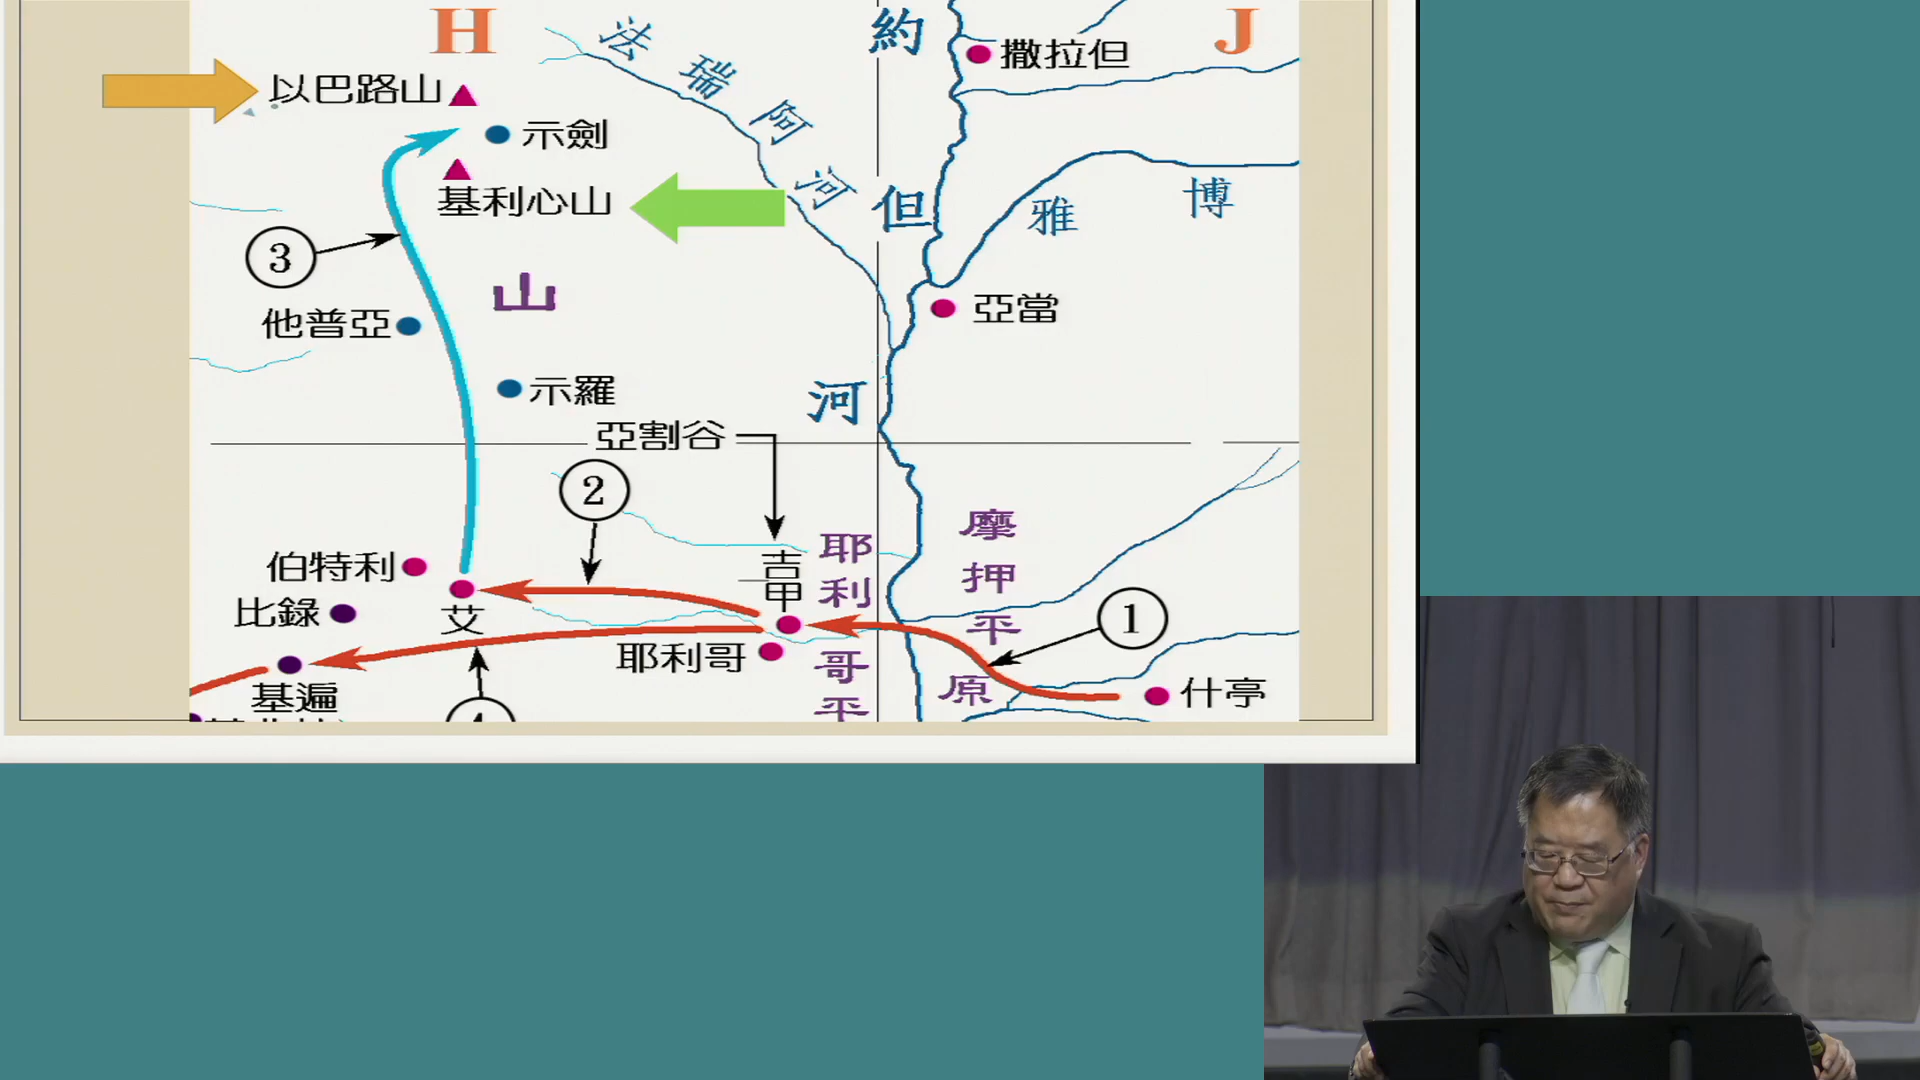 H
J
約
但
河
法瑞阿河
撒拉但
以巴路山
示劍
基利心山
雅博
3
山
他普亞
亞當
示羅
亞割谷
2
伯特利
吉甲
耶利哥平
摩押平原
比錄
艾
1
耶利哥
基遍
什亭